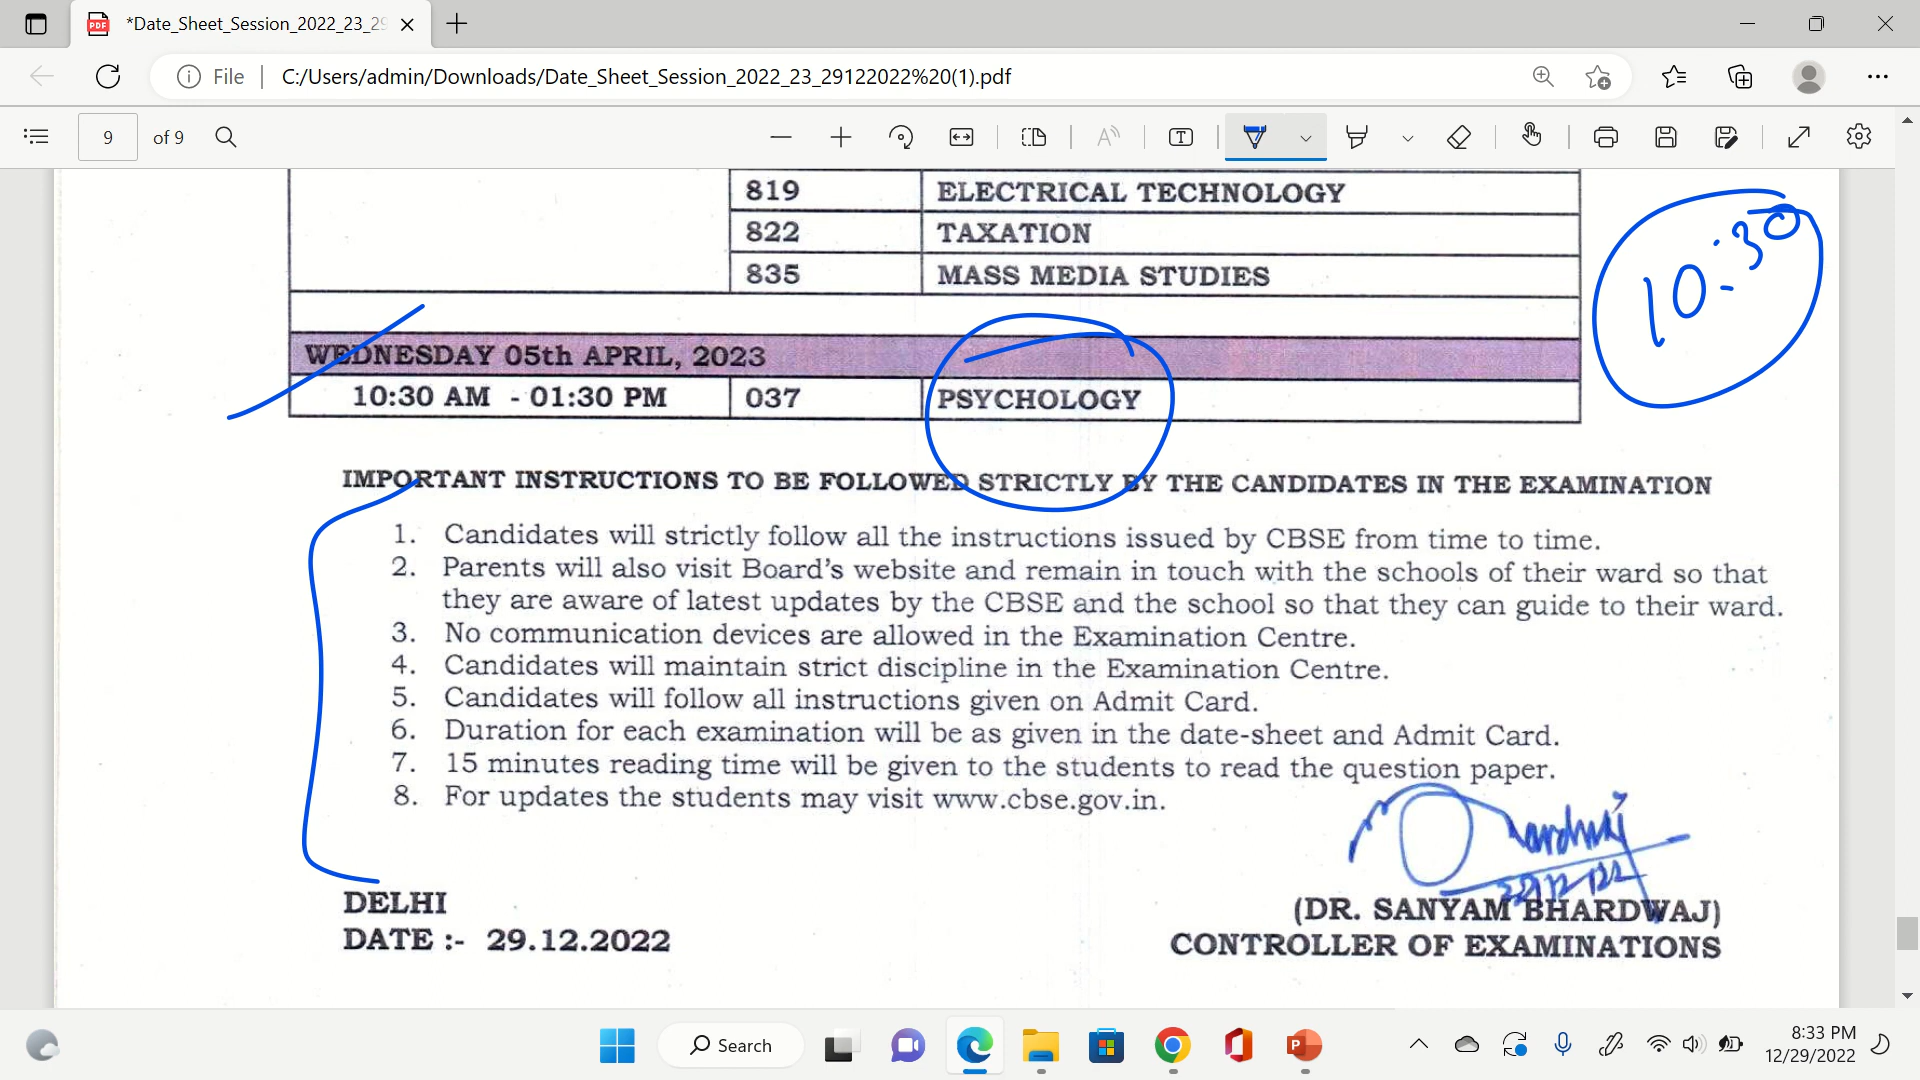 *Date_Sheet_Session_2022_23_29
File
C:/Users/admin/Downloads/Date_Sheet_Session_2022_23_29122022%20(1).pdf
9 of 9
819 ELECTRICAL TECHNOLOGY
822 TAXATION
835 MASS MEDIA STUDIES
10:30
WEDNESDAY 05th APRIL, 2023
10:30 AM - 01:30 PM 037 PSYCHOLOGY
IMPORTANT INSTRUCTIONS TO BE FOLLOWED STRICTLY BY THE CANDIDATES IN THE EXAMINATION
1. Candidates will strictly follow all the instructions issued by CBSE from time to time.
2. Parents will also visit Board's website and remain in touch with the schools of their ward so that
they are aware of latest updates by the CBSE and the school so that they can guide to their ward.
3. No communication devices are allowed in the Examination Centre.
4. Candidates will maintain strict discipline in the Examination Centre.
5. Candidates will follow all instructions given on Admit Card.
6. Duration for each examination will be as given in the date-sheet and Admit Card.
7. 15 minutes reading time will be given to the students to read the question paper.
8. For updates the students may visit www.cbse.gov.in.
DELHI
DATE :- 29.12.2022
(DR. SANYAM BHARDWAJ)
CONTROLLER OF EXAMINATIONS
Search
8:33 PM
12/29/2022